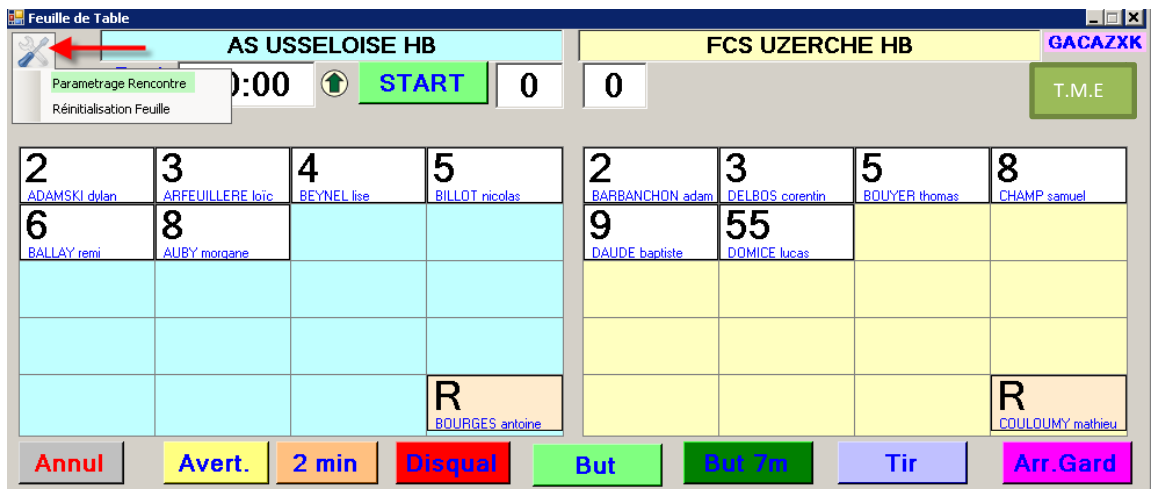 Feuille de Table
AS USSELOISE HB
FCS UZERCHE HB
GACAZXK
Parametrage Rencontre
Réinitialisation Feuille
0:00
START
0
0
T.M.E
2
3
4
5
2
3
5
8
ADAMSKI dylan
ARFEUILLERE loïc
BEYNEL lise
BILLOT nicolas
BARBANCHON adam
DELBOS corentin
BOUYER thomas
CHAMP samuel
6
8
9
55
BALLAY remi
AUBY morgane
DAUDE baptiste
DOMICE lucas
R
R
BOURGES antoine
COULOUMY mathieu
Annul
Avert.
2 min
Disqual
But
But 7m
Tir
Arr.Gard